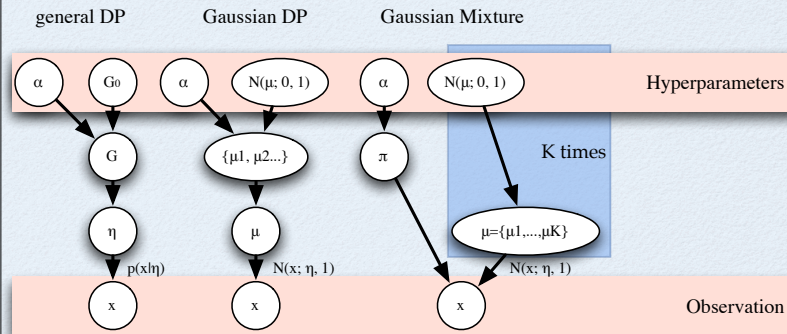 general DP
Gaussian DP
Gaussian Mixture
α
G0
α
N(μ; 0, 1)
α
N(μ; 0, 1)
Hyperparameters
G
{μ1, μ2...}
π
K times
η
μ
μ={μ1,...,μK}
p(x|η)
N(x; η, 1)
N(x; η, 1)
x
x
x
Observation